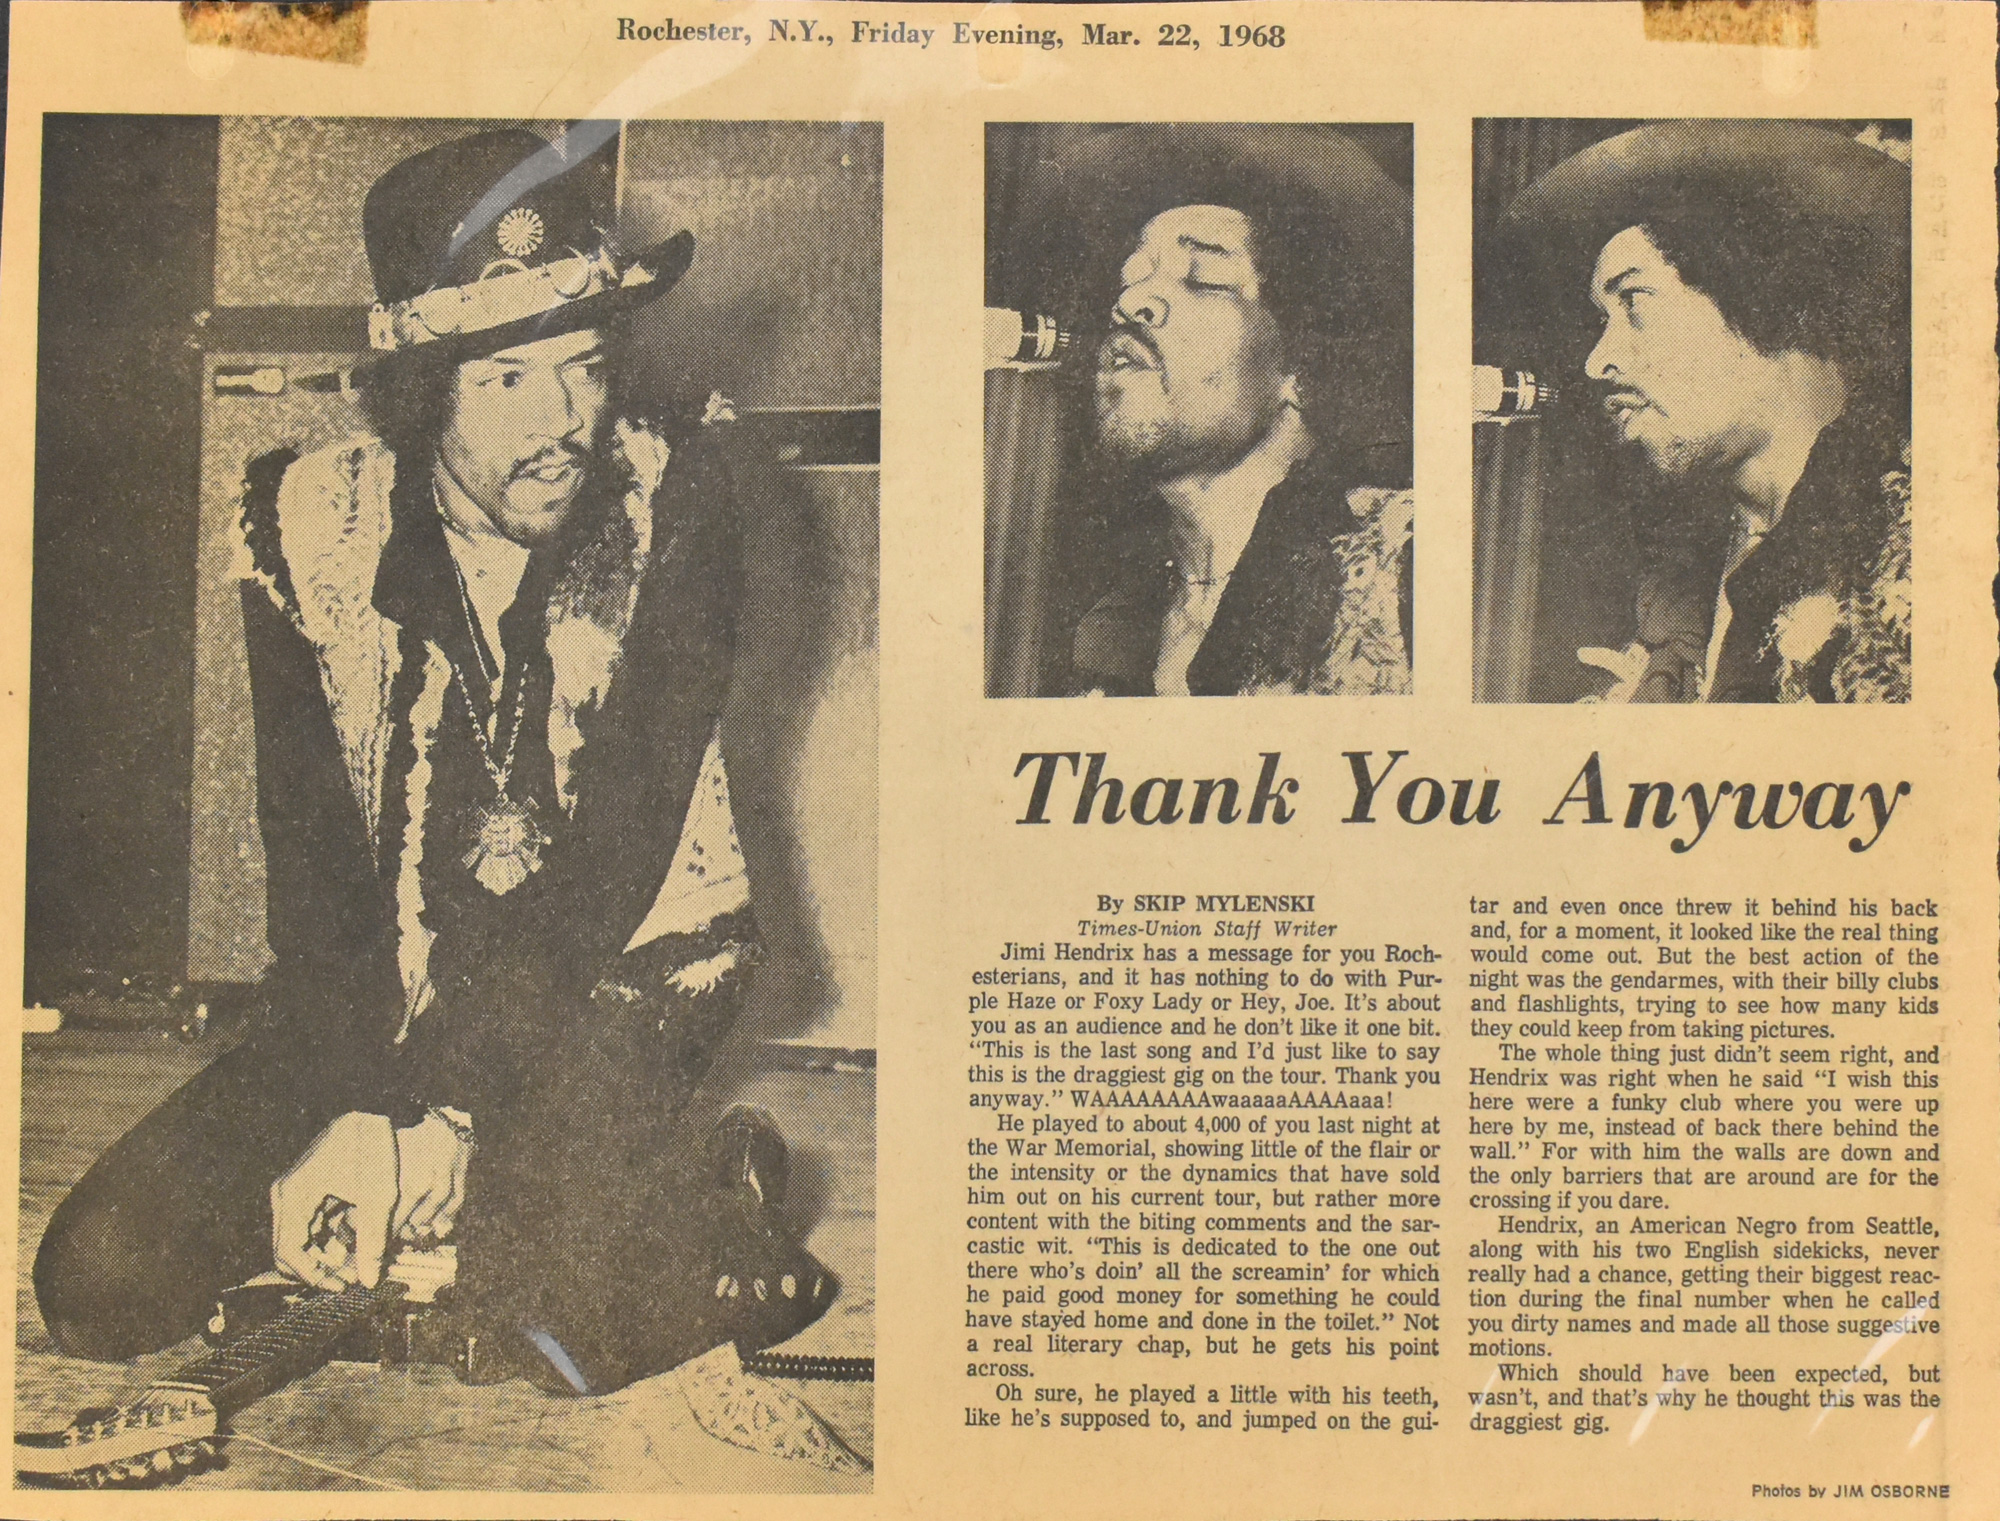 Rochester, N.Y., Friday Evening, Mar. 22, 1968
Thank You Anyway
By SKIP MYLENSKI
Times-Union Staff Writer
Jimi Hendrix has a message for you Roch-
esterians, and it has nothing to do with Pur-
ple Haze or Foxy Lady or Hey, Joe. It's about
you as an audience and he don't like it one bit.
“This is the last song and I'd just like to say
this is the draggiest gig on the tour. Thank you
anyway.” WAAAAAAAAwaaaaaAAAAaaa!
He played to about 4,000 of you last night at
the War Memorial, showing little of the flair or
the intensity or the dynamics that have sold
him out on his current tour, but rather more
content with the biting comments and the sar-
castic wit. “This is dedicated to the one out
there who's doin' all the screamin' for which
he paid good money for something he could
have stayed home and done in the toilet.” Not
a real literary chap, but he gets his point
across.
Oh sure, he played a little with his teeth,
like he's supposed to, and jumped on the gui-
tar and even once threw it behind his back
and, for a moment, it looked like the real thing
would come out. But the best action of the
night was the gendarmes, with their billy clubs
and flashlights, trying to see how many kids
they could keep from taking pictures.
The whole thing just didn't seem right, and
Hendrix was right when he said “I wish this
here were a funky club where you were up
here by me, instead of back there behind the
wall.” For with him the walls are down and
the only barriers that are around are for the
crossing if you dare.
Hendrix, an American Negro from Seattle,
along with his two English sidekicks, never
really had a chance, getting their biggest reac-
tion during the final number when he called
you dirty names and made all those suggestive
motions.
Which should have been expected, but
wasn't, and that's why he thought this was the
draggiest gig.
Photos by JIM OSBORNE